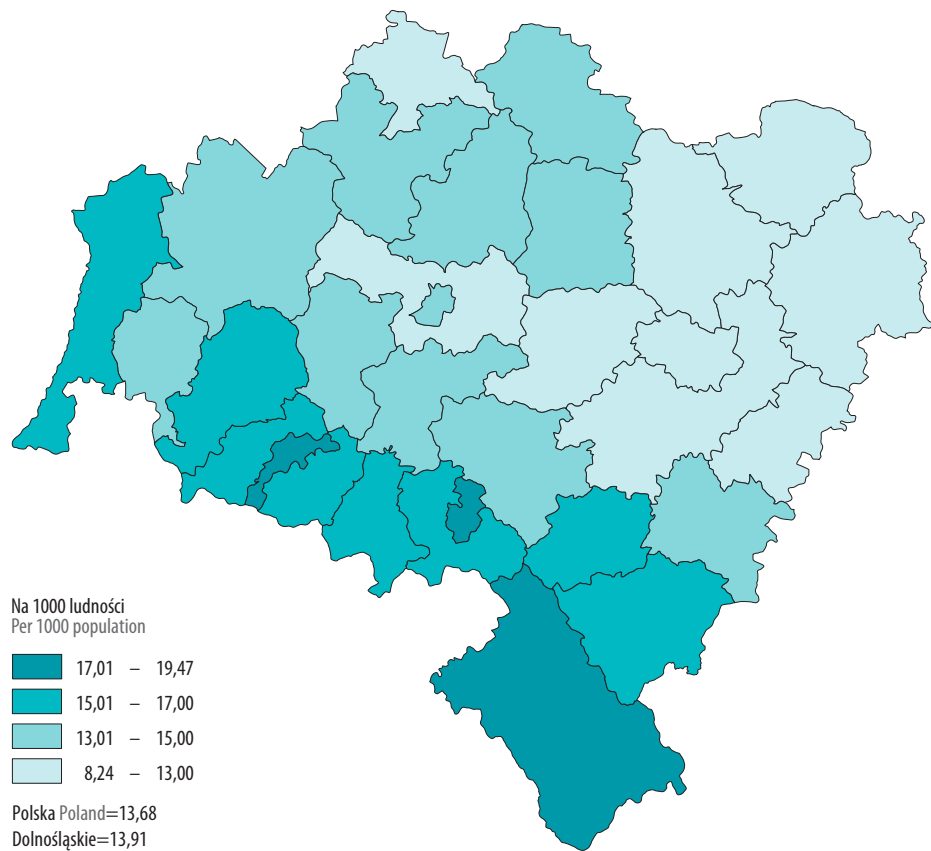 Na 1000 ludności
Per 1000 population
17,01 – 19,47
15,01 – 17,00
13,01 – 15,00
8,24 – 13,00
Polska Poland=13,68
Dolnośląskie=13,91